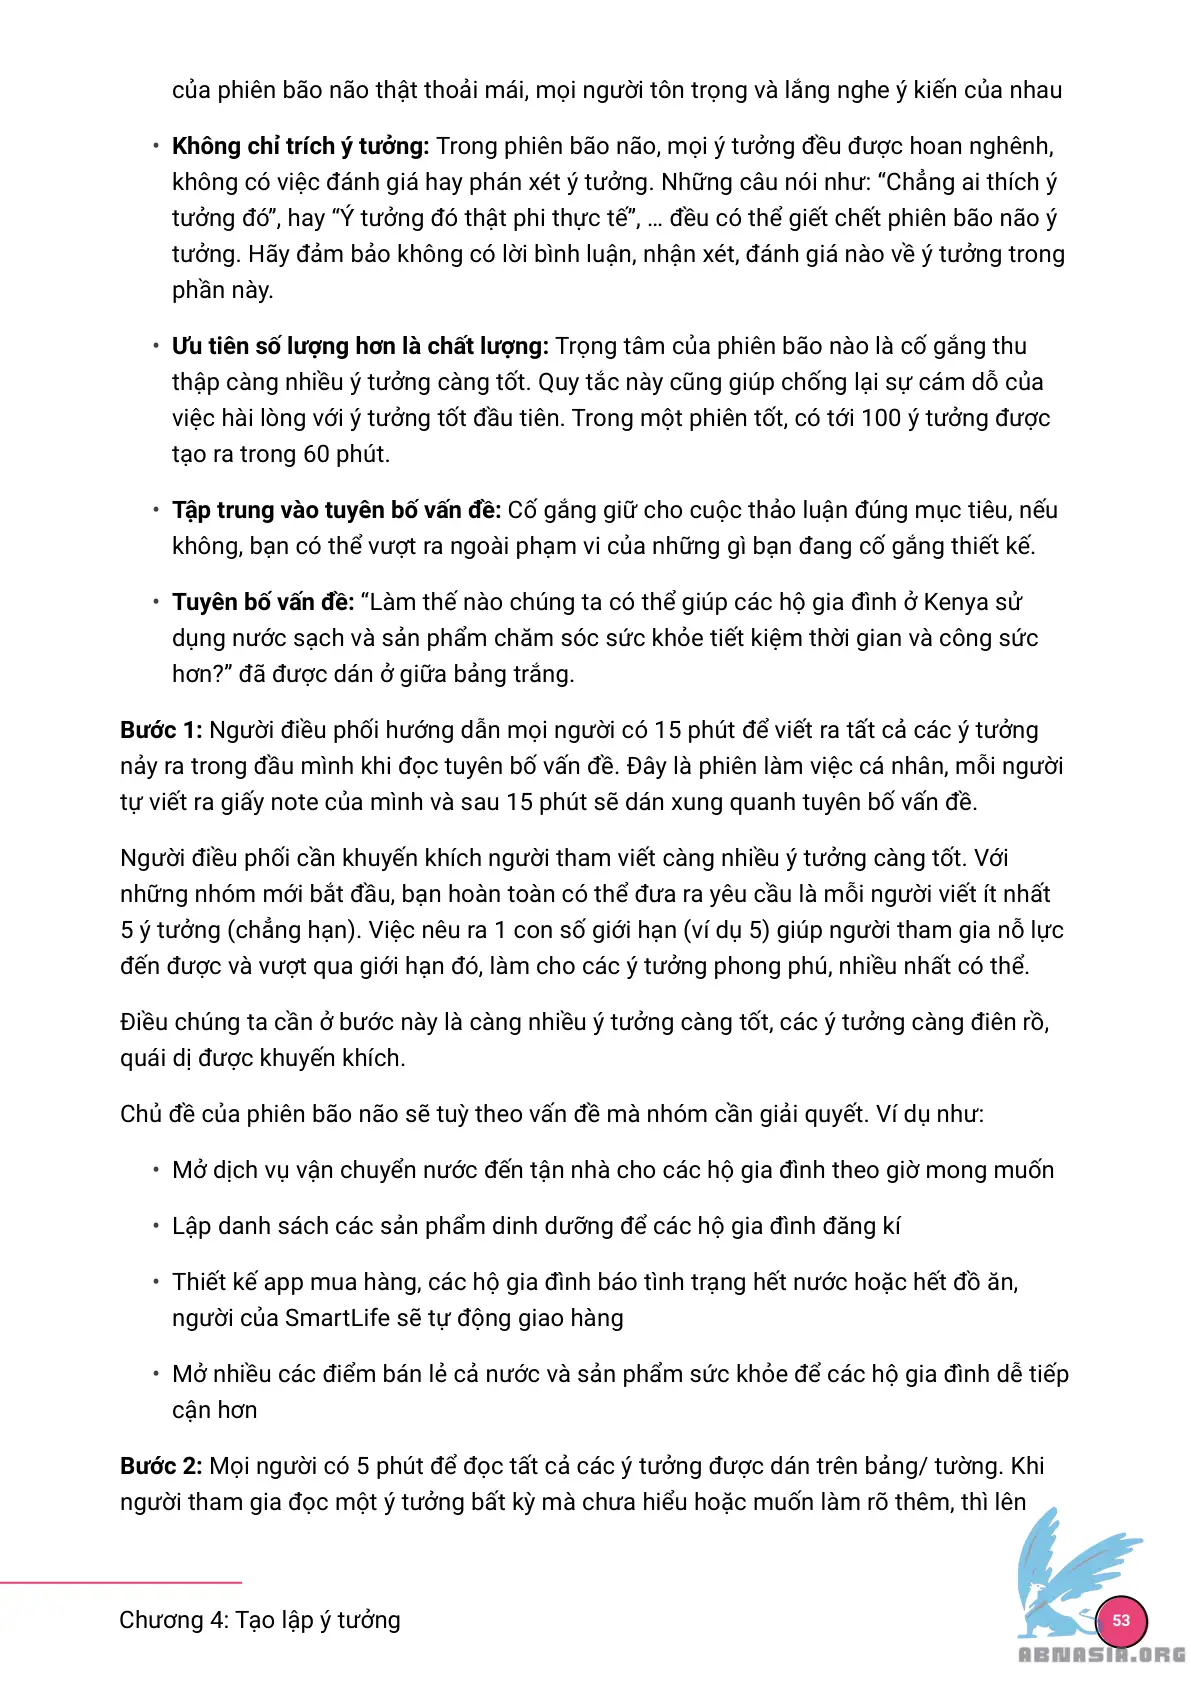 của phiên bão não thật thoải mái, mọi người tôn trọng và lắng nghe ý kiến của nhau
• Không chỉ trích ý tưởng: Trong phiên bão não, mọi ý tưởng đều được hoan nghênh,
không có việc đánh giá hay phán xét ý tưởng. Những câu nói như: “Chẳng ai thích ý
tưởng đó”, hay “Ý tưởng đó thật phi thực tế”, … đều có thể giết chết phiên bão não ý
tưởng. Hãy đảm bảo không có lời bình luận, nhận xét, đánh giá nào về ý tưởng trong
phần này.
• Ưu tiên số lượng hơn là chất lượng: Trọng tâm của phiên bão nào là cố gắng thu
thập càng nhiều ý tưởng càng tốt. Quy tắc này cũng giúp chống lại sự cám dỗ của
việc hài lòng với ý tưởng tốt đầu tiên. Trong một phiên tốt, có tới 100 ý tưởng được
tạo ra trong 60 phút.
• Tập trung vào tuyên bố vấn đề: Cố gắng giữ cho cuộc thảo luận đúng mục tiêu, nếu
không, bạn có thể vượt ra ngoài phạm vi của những gì bạn đang cố gắng thiết kế.
• Tuyên bố vấn đề: “Làm thế nào chúng ta có thể giúp các hộ gia đình ở Kenya sử
dụng nước sạch và sản phẩm chăm sóc sức khỏe tiết kiệm thời gian và công sức
hơn?” đã được dán ở giữa bảng trắng.
Bước 1: Người điều phối hướng dẫn mọi người có 15 phút để viết ra tất cả các ý tưởng
nảy ra trong đầu mình khi đọc tuyên bố vấn đề. Đây là phiên làm việc cá nhân, mỗi người
tự viết ra giấy note của mình và sau 15 phút sẽ dán xung quanh tuyên bố vấn đề.
Người điều phối cần khuyến khích người tham viết càng nhiều ý tưởng càng tốt. Với
những nhóm mới bắt đầu, bạn hoàn toàn có thể đưa ra yêu cầu là mỗi người viết ít nhất
5 ý tưởng (chẳng hạn). Việc nêu ra 1 con số giới hạn (ví dụ 5) giúp người tham gia nỗ lực
đến được và vượt qua giới hạn đó, làm cho các ý tưởng phong phú, nhiều nhất có thể.
Điều chúng ta cần ở bước này là càng nhiều ý tưởng càng tốt, các ý tưởng càng điên rồ,
quái dị được khuyến khích.
Chủ đề của phiên bão não sẽ tuỳ theo vấn đề mà nhóm cần giải quyết. Ví dụ như:
• Mở dịch vụ vận chuyển nước đến tận nhà cho các hộ gia đình theo giờ mong muốn
• Lập danh sách các sản phẩm dinh dưỡng để các hộ gia đình đăng kí
• Thiết kế app mua hàng, các hộ gia đình báo tình trạng hết nước hoặc hết đồ ăn,
người của SmartLife sẽ tự động giao hàng
• Mở nhiều các điểm bán lẻ cả nước và sản phẩm sức khỏe để các hộ gia đình dễ tiếp
cận hơn
Bước 2: Mọi người có 5 phút để đọc tất cả các ý tưởng được dán trên bảng/ tường. Khi
người tham gia đọc một ý tưởng bất kỳ mà chưa hiểu hoặc muốn làm rõ thêm, thì lên
Chương 4: Tạo lập ý tưởng
53
ABNASIA.ORG